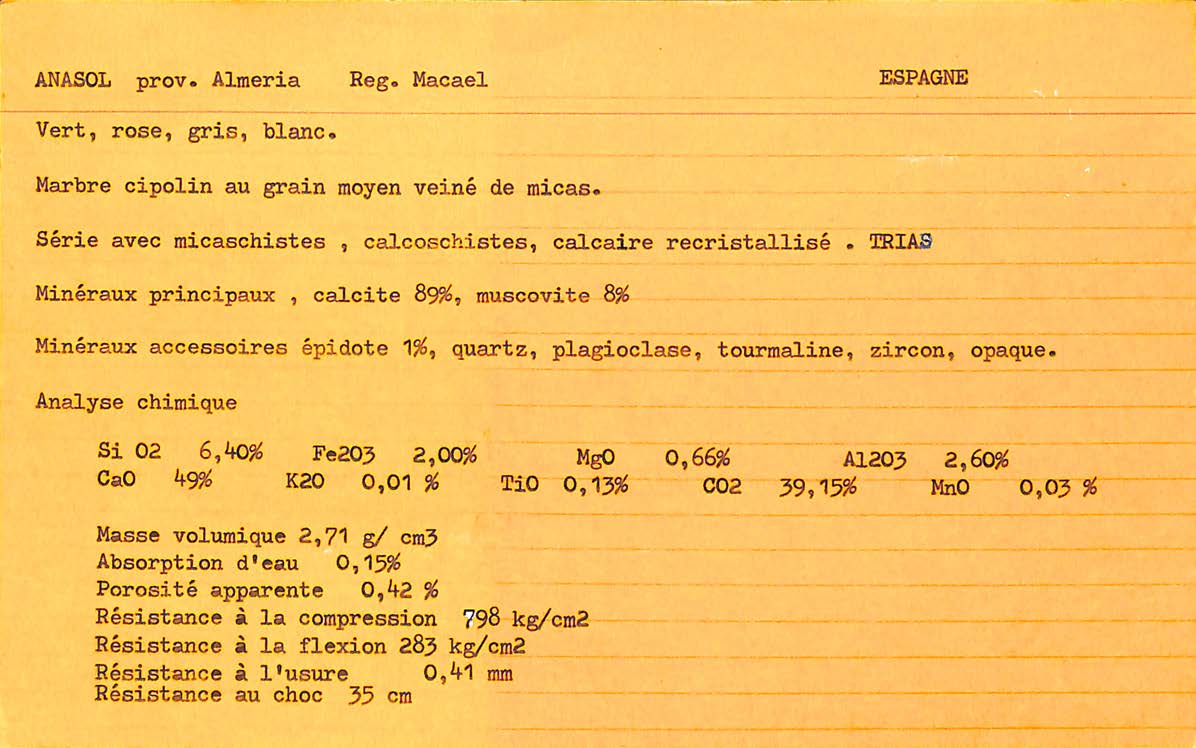 ANASOL prov. Almeria Reg. Macael ESPAGNE
Vert, rose, gris, blanc.
Marbre cipolin au grain moyen veiné de micas.
Série avec micaschistes , calcoschistes, calcaire recristallisé . TRIAS
Minéraux principaux , calcite 89%, muscovite 8%
Minéraux accessoires épidote 1%, quartz, plagioclase, tourmaline, zircon, opaque.
Analyse chimique
Si O2 6,40% Fe2O3 2,00% MgO 0,66% Al2O3 2,60%
CaO 49% K2O 0,01 % TiO 0,13% CO2 39,15% MnO 0,03 %
Masse volumique 2,71 g/ cm3
Absorption d'eau 0,15%
Porosité apparente 0,42 %
Résistance à la compression 798 kg/cm2
Résistance à la flexion 283 kg/cm2
Résistance à l'usure 0,41 mm
Résistance au choc 35 cm